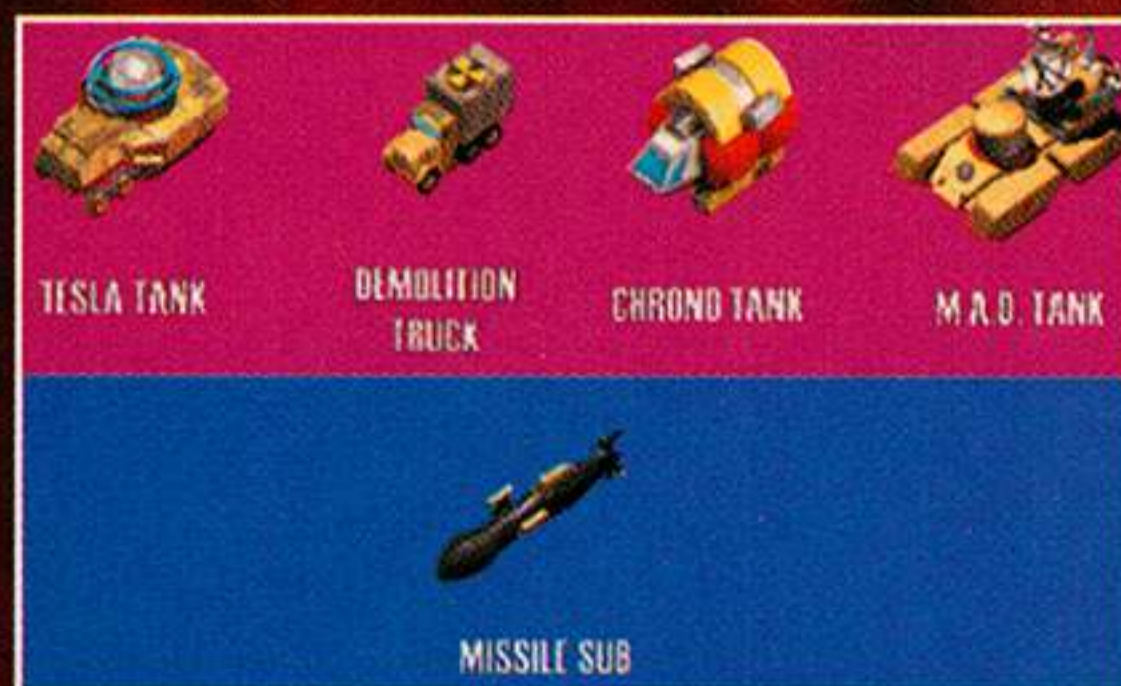 TESLA TANK
DEMOLITION
TRUCK
CHRONO TANK
M.A.D. TANK
MISSILE SUB